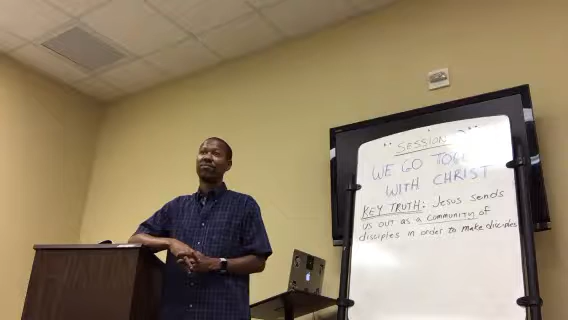 SESSION
WE GO
WITH CHRIST
KEY TRUTH: Jesus sends
us out as a community of
disciples in order to make disciples